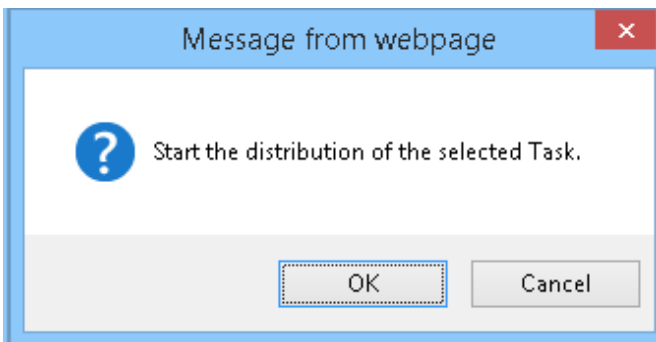 Message from webpage
Start the distribution of the selected Task.
OK
Cancel